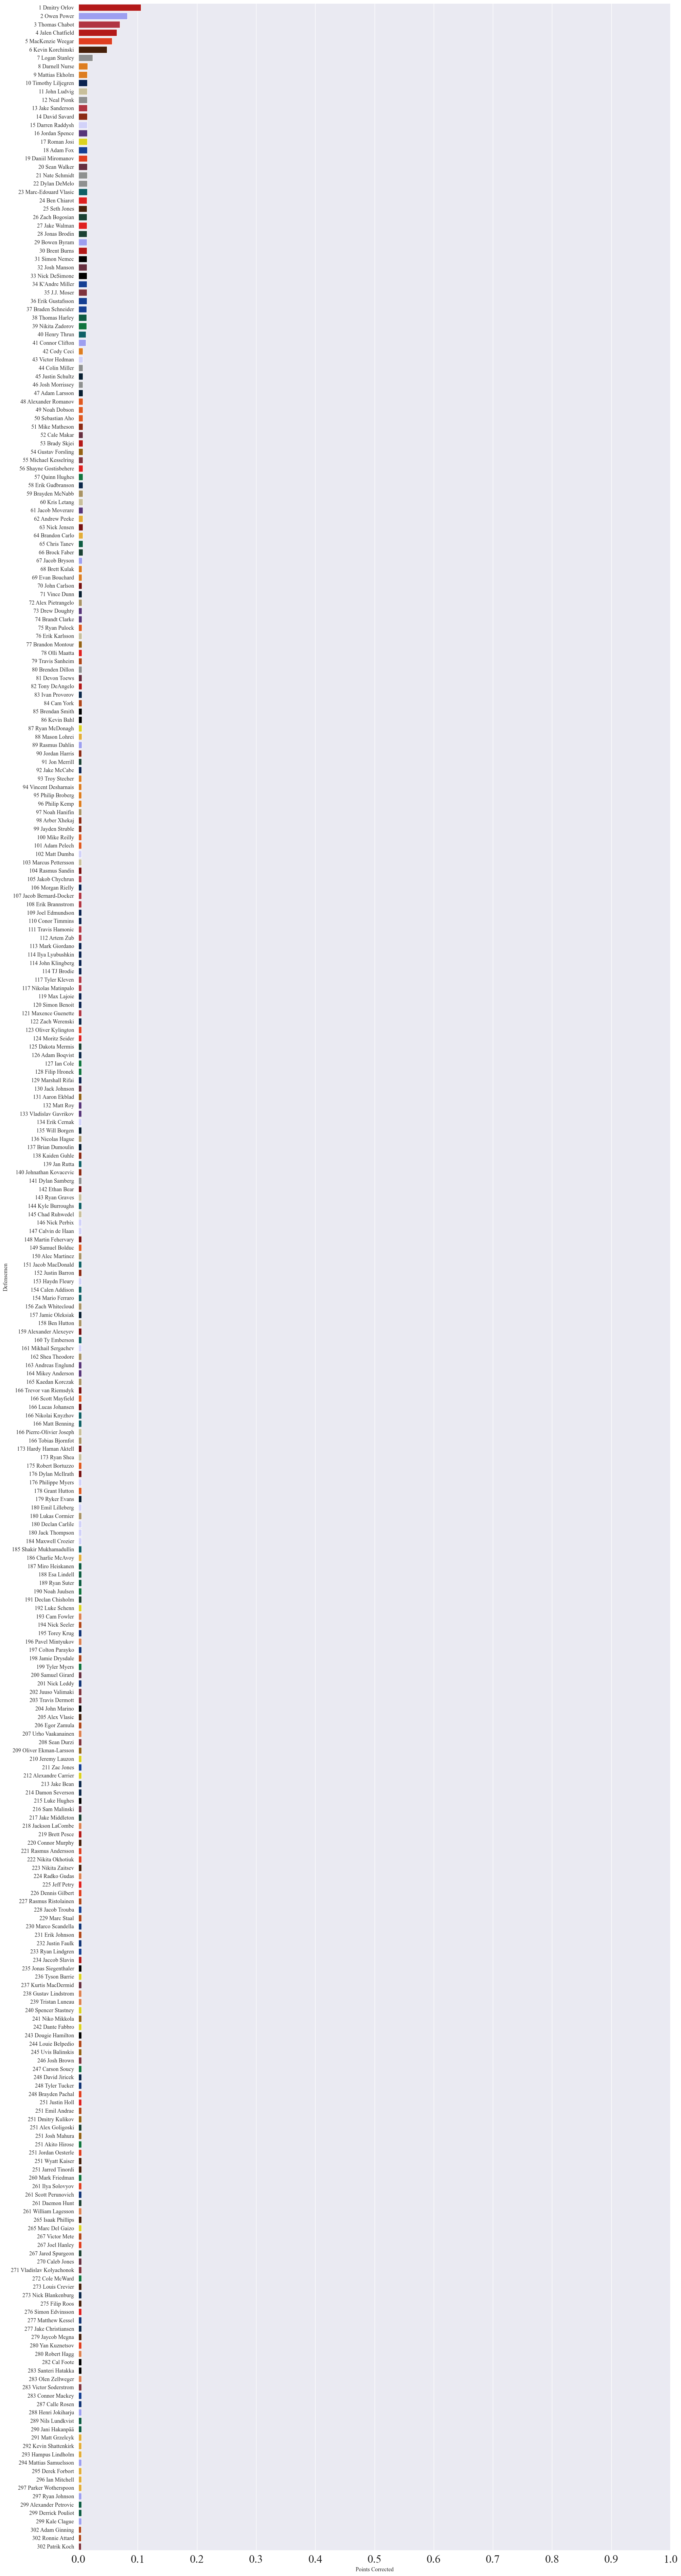 1 Dmitry Orlov
2 Owen Power
3 Thomas Chabot
4 Jalen Chatfield
5 MacKenzie Weegar
6 Kevin Korchinski
7 Logan Stanley
8 Darnell Nurse
9 Mattias Ekholm
10 Timothy Liljegren
11 John Ludvig
12 Neal Pionk
13 Jake Sanderson
14 David Savard
15 Darren Raddysh
16 Jordan Spence
17 Roman Josi
18 Adam Fox
19 Daniil Miromanov
20 Sean Walker
21 Nate Schmidt
22 Dylan DeMelo
23 Marc-Edouard Vlasic
24 Ben Chiarot
25 Seth Jones
26 Zach Bogosian
27 Jake Walman
28 Jonas Brodin
29 Bowen Byram
30 Brent Burns
31 Simon Nemec
32 Josh Manson
33 Nick DeSimone
34 K'Andre Miller
35 J.J. Moser
36 Erik Gustafsson
37 Braden Schneider
38 Thomas Harley
39 Nikita Zadorov
40 Henry Thrun
41 Connor Clifton
42 Cody Ceci
43 Victor Hedman
44 Colin Miller
45 Justin Schultz
46 Josh Morrissey
47 Adam Larsson
48 Alexander Romanov
49 Noah Dobson
50 Sebastian Aho
51 Mike Matheson
52 Cale Makar
53 Brady Skjei
54 Gustav Forsling
55 Michael Kesselring
56 Shayne Gostisbehere
57 Quinn Hughes
58 Erik Gudbranson
59 Brayden McNabb
60 Kris Letang
61 Jacob Moverare
62 Andrew Peeke
63 Nick Jensen
64 Brandon Carlo
65 Chris Tanev
66 Brock Faber
67 Jacob Bryson
68 Brett Kulak
69 Evan Bouchard
70 John Carlson
71 Vince Dunn
72 Alex Pietrangelo
73 Drew Doughty
74 Brandt Clarke
75 Ryan Pulock
76 Erik Karlsson
77 Brandon Montour
78 Olli Maatta
79 Travis Sanheim
80 Brenden Dillon
81 Devon Toews
82 Tony DeAngelo
83 Ivan Provorov
84 Cam York
85 Brendan Smith
86 Kevin Bahl
87 Ryan McDonagh
88 Mason Lohrei
89 Rasmus Dahlin
90 Jordan Harris
91 Jon Merrill
92 Jake McCabe
93 Troy Stecher
94 Vincent Desharnais
95 Philip Broberg
96 Philip Kemp
97 Noah Hanifin
98 Arber Xhekaj
99 Jayden Struble
100 Mike Reilly
101 Adam Pelech
102 Matt Dumba
103 Marcus Pettersson
104 Rasmus Sandin
105 Jakob Chychrun
106 Morgan Rielly
107 Jacob Bernard-Docker
108 Erik Brannstrom
109 Joel Edmundson
110 Conor Timmins
111 Travis Hamonic
112 Artem Zub
113 Mark Giordano
114 Ilya Lyubushkin
114 John Klingberg
114 TJ Brodie
117 Tyler Kleven
117 Nikolas Matinpalo
119 Max Lajoie
120 Simon Benoit
121 Maxence Guenette
122 Zach Werenski
123 Oliver Kylington
124 Moritz Seider
125 Dakota Mermis
126 Adam Boqvist
127 Ian Cole
128 Filip Hronek
129 Marshall Rifai
130 Jack Johnson
131 Aaron Ekblad
132 Matt Roy
133 Vladislav Gavrikov
134 Erik Cernak
135 Will Borgen
136 Nicolas Hague
137 Brian Dumoulin
138 Kaiden Guhle
139 Jan Rutta
140 Johnathan Kovacevic
141 Dylan Samberg
142 Ethan Bear
143 Ryan Graves
144 Kyle Burroughs
145 Chad Ruhwedel
146 Nick Perbix
147 Calvin de Haan
148 Martin Fehervary
149 Samuel Bolduc
150 Alec Martinez
151 Jacob MacDonald
152 Justin Barron
153 Haydn Fleury
154 Calen Addison
154 Mario Ferraro
156 Zach Whitecloud
157 Jamie Oleksiak
158 Ben Hutton
159 Alexander Alexeyev
160 Ty Emberson
161 Mikhail Sergachev
162 Shea Theodore
163 Andreas Englund
164 Mikey Anderson
165 Kaedan Korczak
166 Trevor van Riemsdyk
166 Scott Mayfield
166 Lucas Johansen
166 Nikolai Knyzhov
166 Matt Benning
166 Pierre-Olivier Joseph
166 Tobias Bjornfot
173 Hardy Haman Aktell
173 Ryan Shea
175 Robert Bortuzzo
176 Dylan McIlrath
176 Philippe Myers
178 Grant Hutton
179 Ryker Evans
180 Emil Lilleberg
180 Lukas Cormier
180 Declan Carlile
180 Jack Thompson
184 Maxwell Crozier
185 Shakir Mukhamadullin
186 Charlie McAvoy
187 Miro Heiskanen
188 Esa Lindell
189 Ryan Suter
190 Noah Juulsen
191 Declan Chisholm
192 Luke Schenn
193 Cam Fowler
194 Nick Seeler
195 Torey Krug
196 Pavel Mintyukov
197 Colton Parayko
198 Jamie Drysdale
199 Tyler Myers
200 Samuel Girard
201 Nick Leddy
202 Juuso Valimaki
203 Travis Dermott
204 John Marino
205 Alex Vlasic
206 Egor Zamula
207 Urho Vaakanainen
208 Sean Durzi
209 Oliver Ekman-Larsson
210 Jeremy Lauzon
211 Zac Jones
212 Alexandre Carrier
213 Jake Bean
214 Damon Severson
215 Luke Hughes
216 Sam Malinski
217 Jake Middleton
218 Jackson LaCombe
219 Brett Pesce
220 Connor Murphy
221 Rasmus Andersson
222 Nikita Okhotiuk
223 Nikita Zaitsev
224 Radko Gudas
225 Jeff Petry
226 Dennis Gilbert
227 Rasmus Ristolainen
228 Jacob Trouba
229 Marc Staal
230 Marco Scandella
231 Erik Johnson
232 Justin Faulk
233 Ryan Lindgren
234 Jaccob Slavin
235 Jonas Siegenthaler
236 Tyson Barrie
237 Kurtis MacDermid
238 Gustav Lindstrom
239 Tristan Luneau
240 Spencer Stastney
241 Niko Mikkola
242 Dante Fabbro
243 Dougie Hamilton
244 Louie Belpedio
245 Uvis Balinskis
246 Josh Brown
247 Carson Soucy
248 David Jiricek
248 Tyler Tucker
248 Brayden Pachal
251 Justin Holl
251 Emil Andrae
251 Dmitry Kulikov
251 Alex Goligoski
251 Josh Mahura
251 Akito Hirose
251 Jordan Oesterle
251 Wyatt Kaiser
251 Jarred Tinordi
260 Mark Friedman
261 Ilya Solovyov
261 Scott Perunovich
261 Daemon Hunt
261 William Lagesson
265 Isaak Phillips
265 Marc Del Gaizo
267 Victor Mete
267 Joel Hanley
267 Jared Spurgeon
270 Caleb Jones
271 Vladislav Kolyachonok
272 Cole McWard
273 Louis Crevier
273 Nick Blankenburg
275 Filip Roos
276 Simon Edvinsson
277 Matthew Kessel
277 Jake Christiansen
279 Jaycob Megna
280 Yan Kuznetsov
280 Robert Hagg
282 Cal Foote
283 Santeri Hatakka
283 Olen Zellweger
283 Victor Soderstrom
283 Connor Mackey
287 Calle Rosen
288 Henri Jokiharju
289 Nils Lundkvist
290 Jani Hakanpää
291 Matt Grzelcyk
292 Kevin Shattenkirk
293 Hampus Lindholm
294 Mattias Samuelsson
295 Derek Forbort
296 Ian Mitchell
297 Parker Wotherspoon
297 Ryan Johnson
299 Alexander Petrovic
299 Derrick Pouliot
299 Kale Clague
302 Adam Ginning
302 Ronnie Attard
302 Patrik Koch
Defensemen
0.0 0.1 0.2 0.3 0.4 0.5 0.6 0.7 0.8 0.9 1.0
Points Corrected